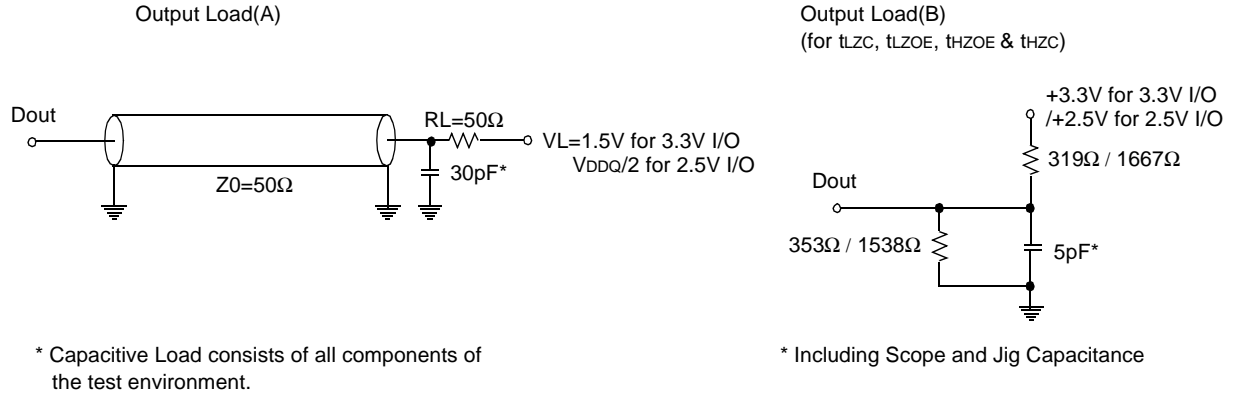 Output Load(A)
Dout
Z0=50Ω
RL=50Ω
30pF*
VL=1.5V for 3.3V I/O
VDDQ/2 for 2.5V I/O
* Capacitive Load consists of all components of
the test environment.
Output Load(B)
(for tLZC, tLZOE, tHZOE & tHZC)
+3.3V for 3.3V I/O
/+2.5V for 2.5V I/O
319Ω / 1667Ω
Dout
353Ω / 1538Ω
5pF*
* Including Scope and Jig Capacitance